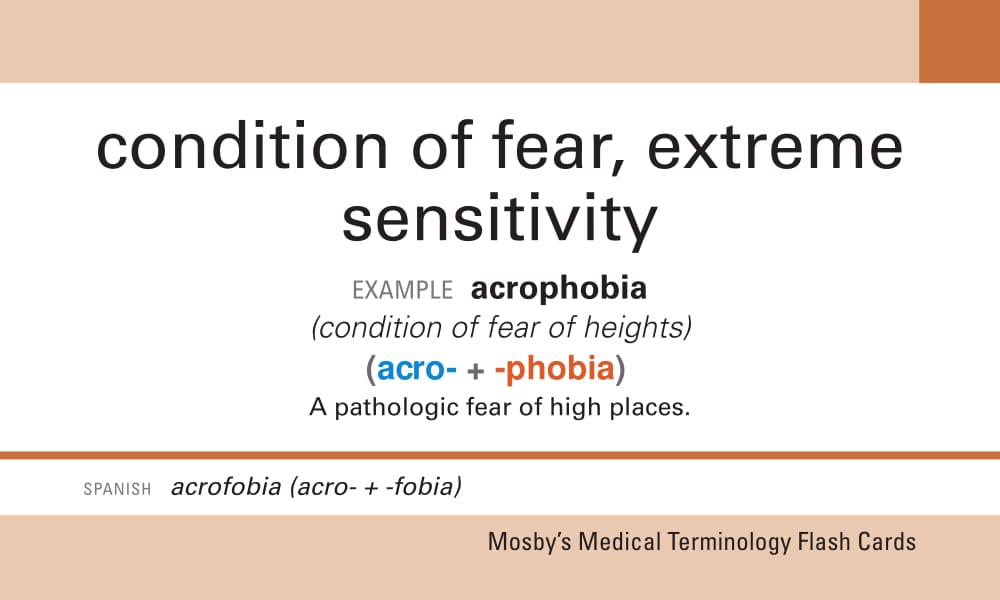 condition of fear, extreme
sensitivity
EXAMPLE acrophobia
(condition of fear of heights)
(acro- + -phobia)
A pathologic fear of high places.
SPANISH acrofobia (acro- + -fobia)
Mosby's Medical Terminology Flash Cards